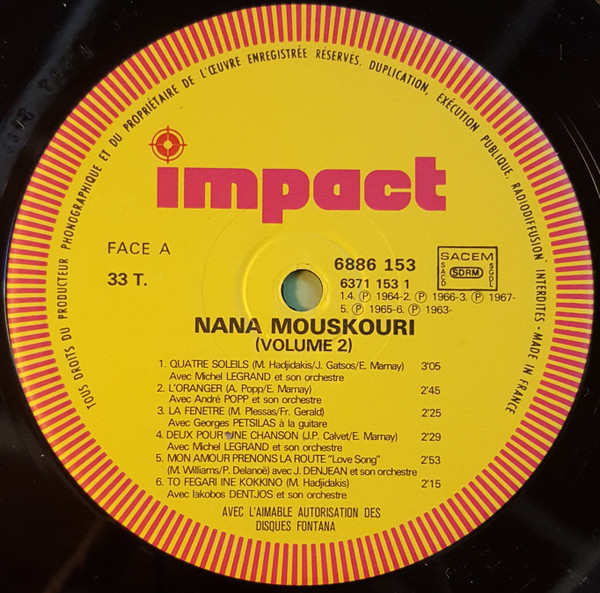 TOUS DROITS DU PRODUCTEUR PHONOGRAPHIQUE ET DU PROPRIÉTAIRE DE L'ŒUVRE ENREGISTRÉE RÉSERVÉS. DUPLICATION, EXÉCUTION PUBLIQUE, RADIODIFFUSION INTERDITES - MADE IN FRANCE
impact
FACE A
33 T.
6886 153
6371 153 1
SACEM
SACD SDRM SGDL
1.4. Ⓟ 1964-2. Ⓟ 1966-3. Ⓟ 1967-
5. Ⓟ 1965-6. Ⓟ 1963-
NANA MOUSKOURI
(VOLUME 2)
1. QUATRE SOLEILS (M. Hadjidakis/J. Gatsos/E. Marnay) 3'05
Avec Michel LEGRAND et son orchestre
2. L'ORANGER (A. Popp/E. Marnay) 2'45
Avec André POPP et son orchestre
3. LA FENETRE (M. Plessas/Fr. Gerald) 2'25
Avec Georges PETSILAS à la guitare
4. DEUX POUR UNE CHANSON (J.P. Calvet/E. Marnay) 2'29
Avec Michel LEGRAND et son orchestre
5. MON AMOUR PRENONS LA ROUTE "Love Song" 2'53
(M. Williams/P. Delanoë) avec J. DENJEAN et son orchestre
6. TO FEGARI INE KOKKINO (M. Hadjidakis) 2'15
Avec Iakobos DENTJOS et son orchestre
AVEC L'AIMABLE AUTORISATION DES
DISQUES FONTANA